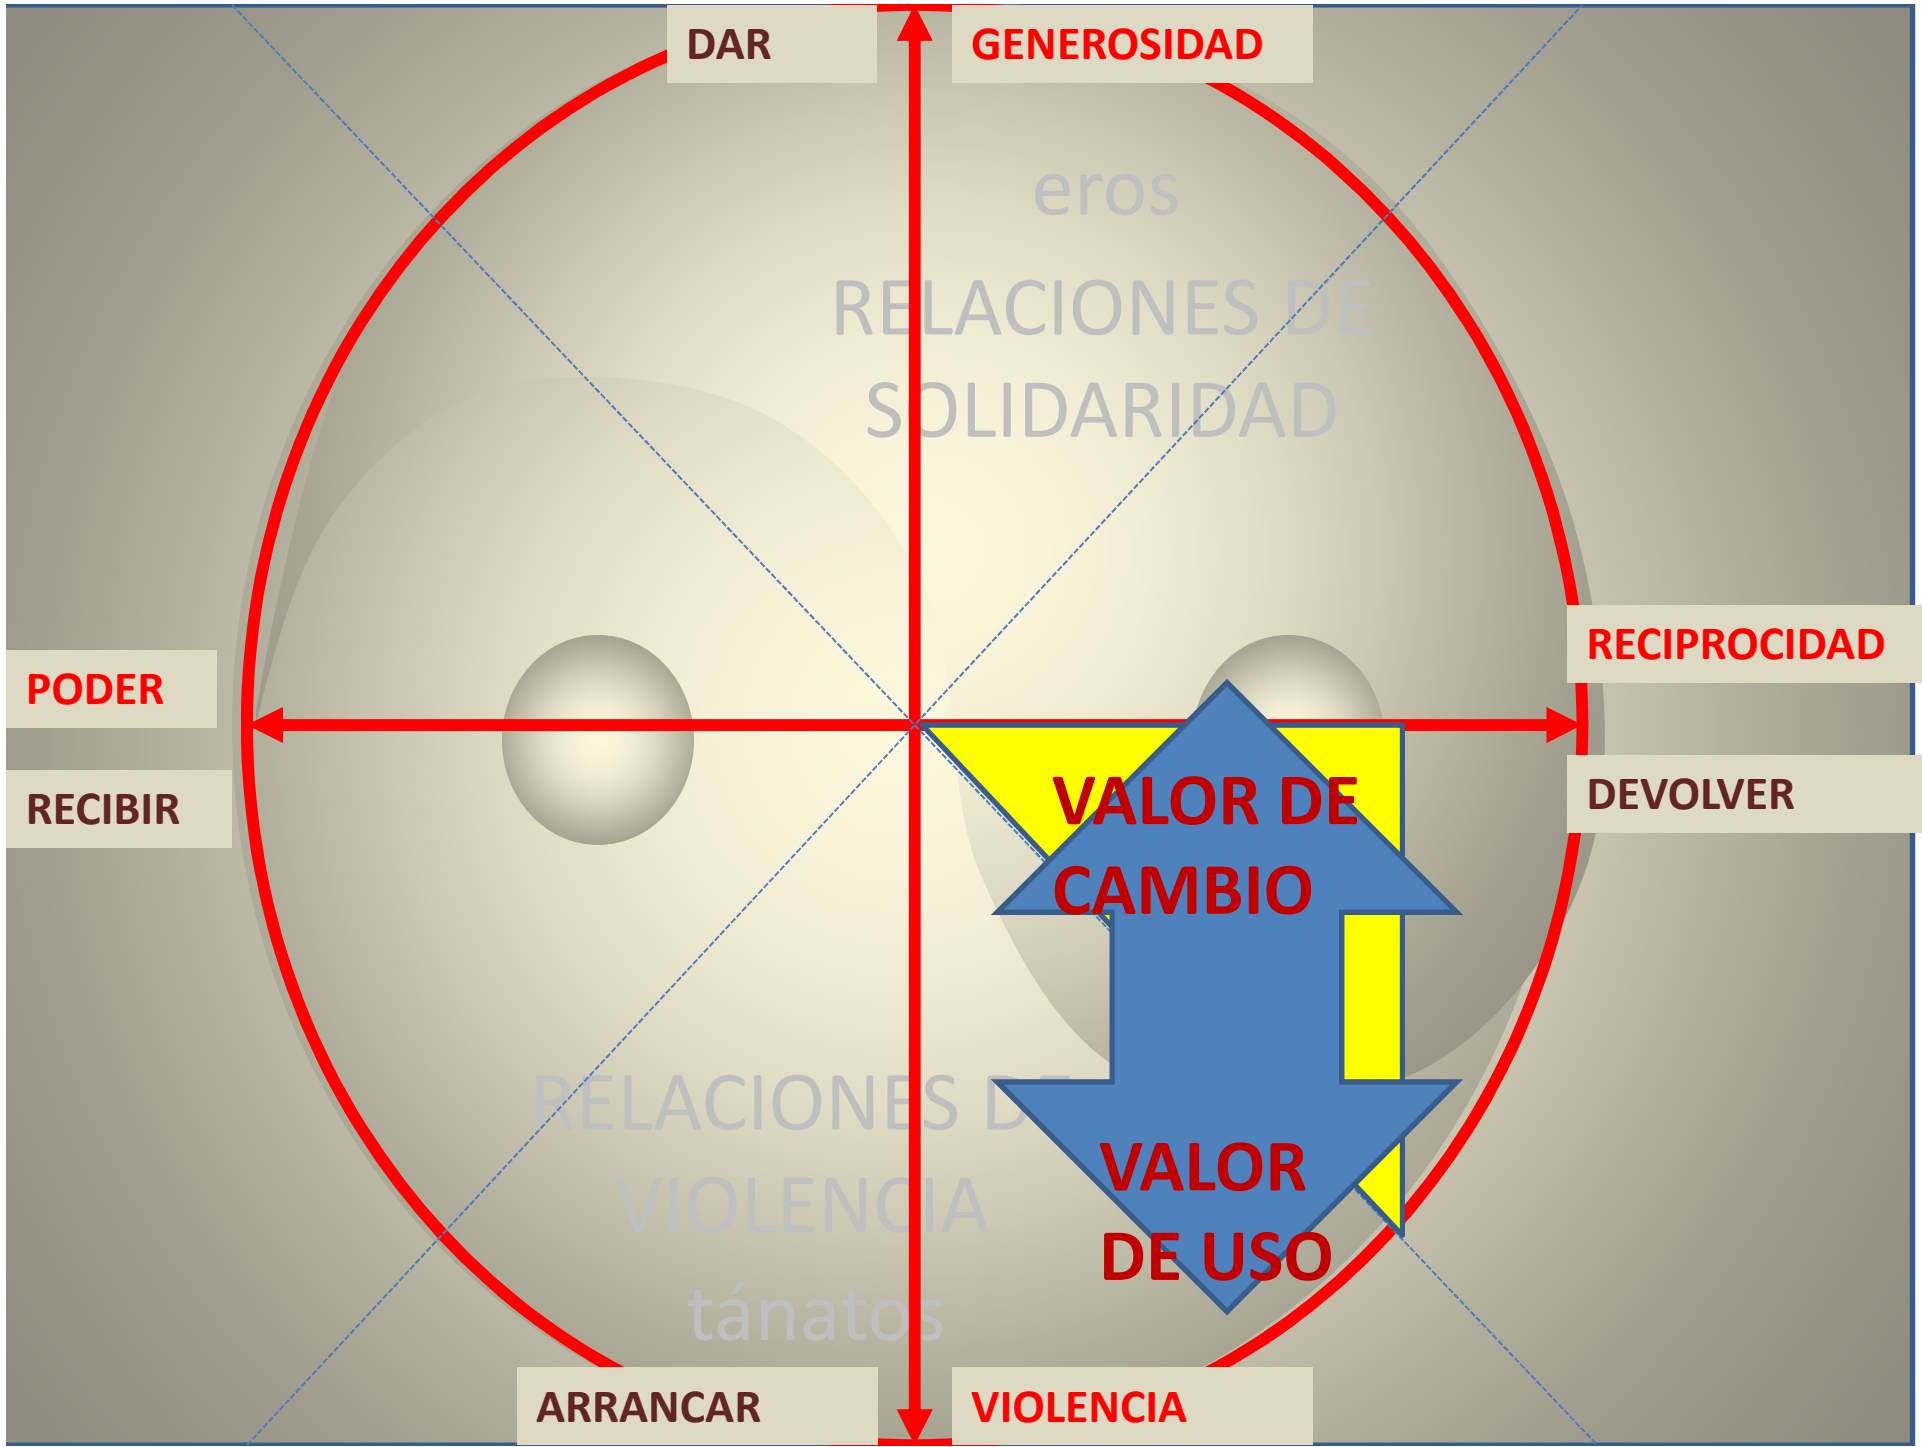 DAR
GENEROSIDAD
eros
RELACIONES DE
SOLIDARIDAD
PODER
RECIBIR
RECIPROCIDAD
DEVOLVER
VALOR DE
CAMBIO
RELACIONES DE
VIOLENCIA
tánatos
VALOR
DE USO
ARRANCAR
VIOLENCIA